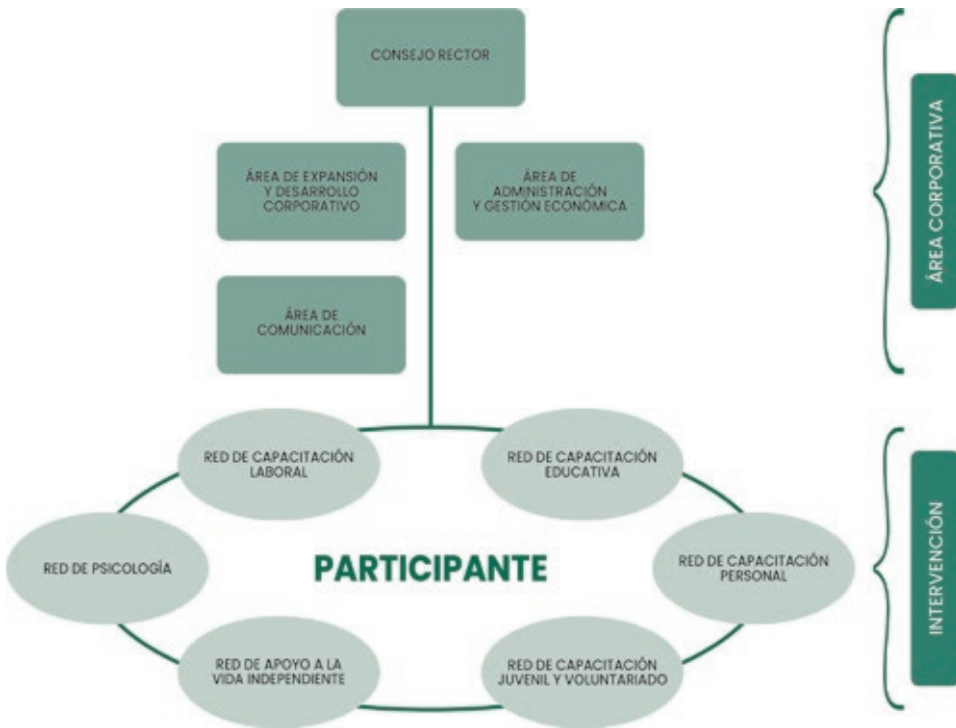 CONSEJO RECTOR
ÁREA DE EXPANSIÓN
Y DESARROLLO
CORPORATIVO
ÁREA DE
ADMINISTRACIÓN
Y GESTIÓN ECONÓMICA
ÁREA DE
COMUNICACIÓN
ÁREA CORPORATIVA
RED DE CAPACITACIÓN
LABORAL
RED DE CAPACITACIÓN
EDUCATIVA
RED DE PSICOLOGÍA
PARTICIPANTE
RED DE CAPACITACIÓN
PERSONAL
RED DE APOYO A LA
VIDA INDEPENDIENTE
RED DE CAPACITACIÓN
JUVENIL Y VOLUNTARIADO
INTERVENCIÓN